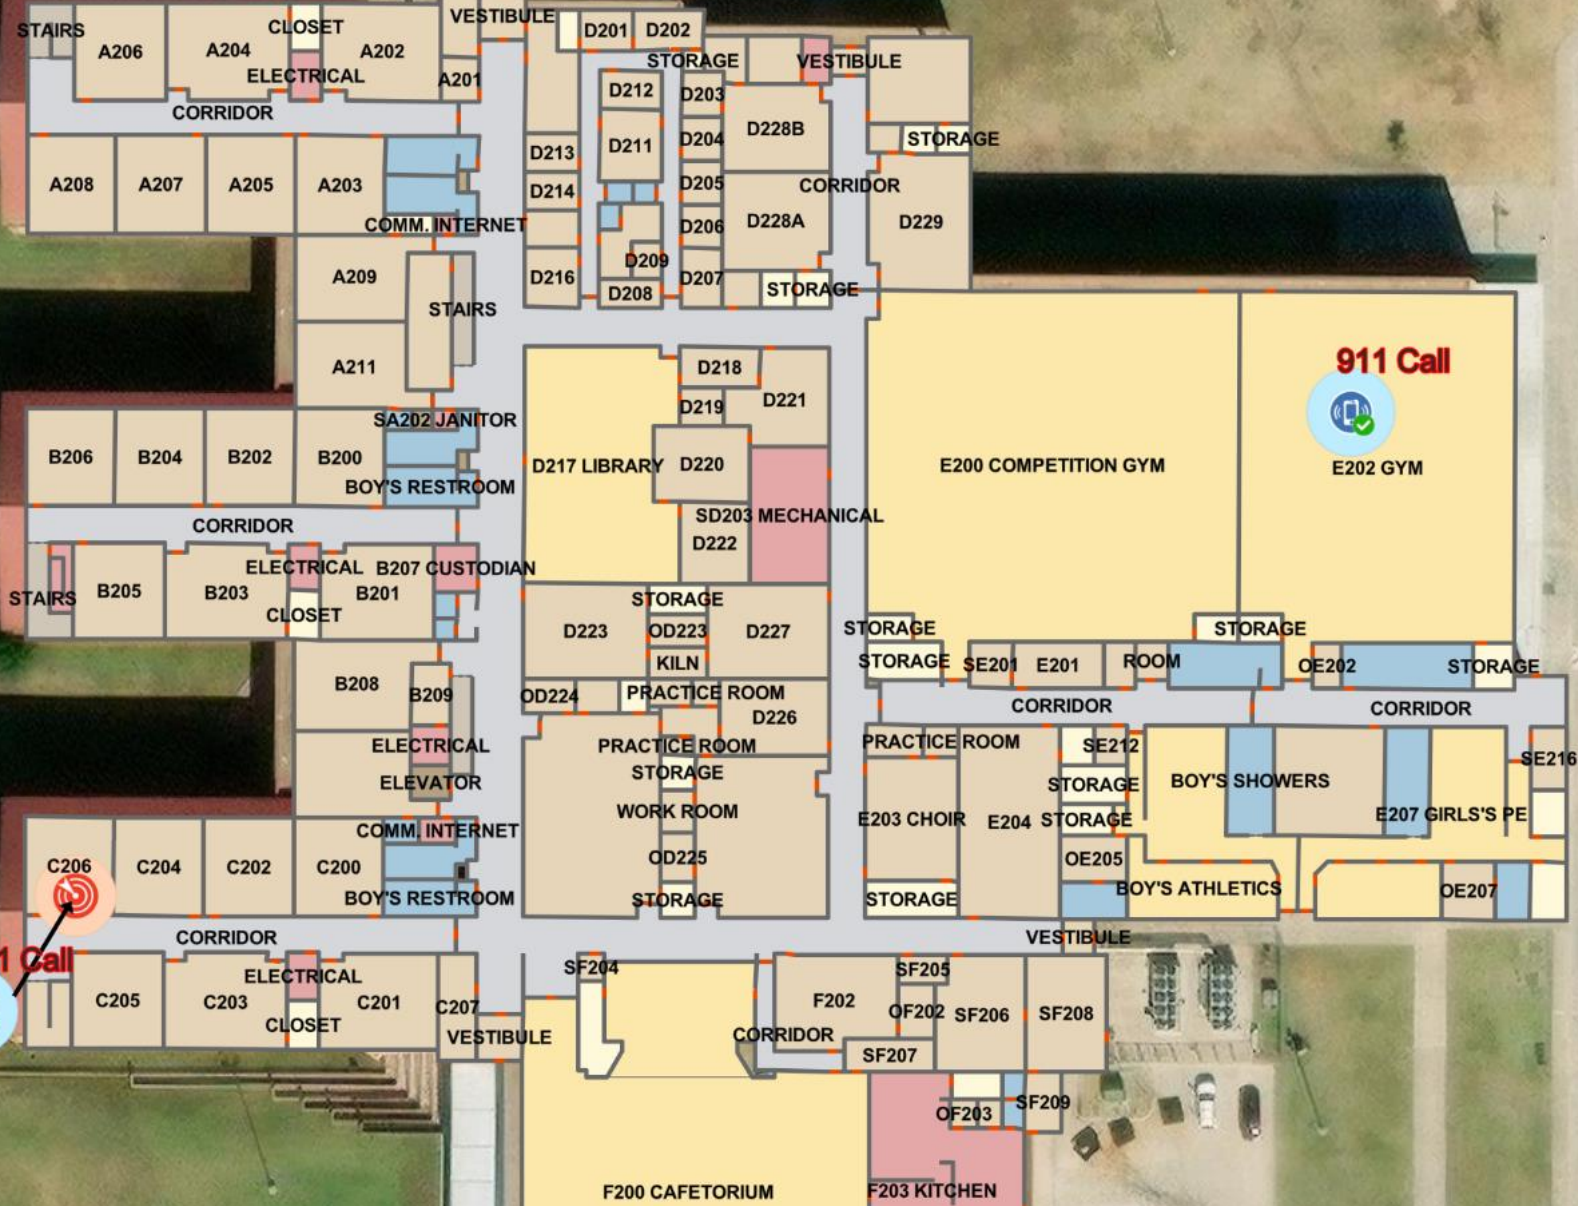 VESTIBULE
D201
D202
STAIRS
CLOSET
A206
A204
A202
STORAGE
VESTIBULE
ELECTRICAL
A201
D212
D203
CORRIDOR
D228B
D204
STORAGE
D211
D213
A208
A207
A205
A203
D214
D205
CORRIDOR
COMM. INTERNET
D206
D228A
D229
A209
D209
D216
D207
D208
STORAGE
STAIRS
911 Call
A211
D218
D221
D219
SA202 JANITOR
B206
B204
B202
B200
D217 LIBRARY
D220
E200 COMPETITION GYM
E202 GYM
BOY'S RESTROOM
CORRIDOR
SD203 MECHANICAL
D222
ELECTRICAL
B207 CUSTODIAN
STAIRS
B205
B203
B201
STORAGE
CLOSET
D223
OD223
D227
STORAGE
STORAGE
KILN
STORAGE
SE201
E201
ROOM
OE202
STORAGE
B208
B209
OD224
PRACTICE ROOM
D226
CORRIDOR
CORRIDOR
ELECTRICAL
PRACTICE ROOM
PRACTICE ROOM
SE212
SE216
STORAGE
ELEVATOR
STORAGE
BOY'S SHOWERS
WORK ROOM
E203 CHOIR
E204
STORAGE
E207 GIRLS'S PE
COMM. INTERNET
C206
C204
C202
C200
OD225
OE205
BOY'S RESTROOM
STORAGE
STORAGE
BOY'S ATHLETICS
OE207
CORRIDOR
VESTIBULE
1 Call
ELECTRICAL
SF204
SF205
C205
C203
C201
C207
F202
OF202
SF206
SF208
CLOSET
VESTIBULE
CORRIDOR
SF207
OF203
SF209
F200 CAFETORIUM
F203 KITCHEN